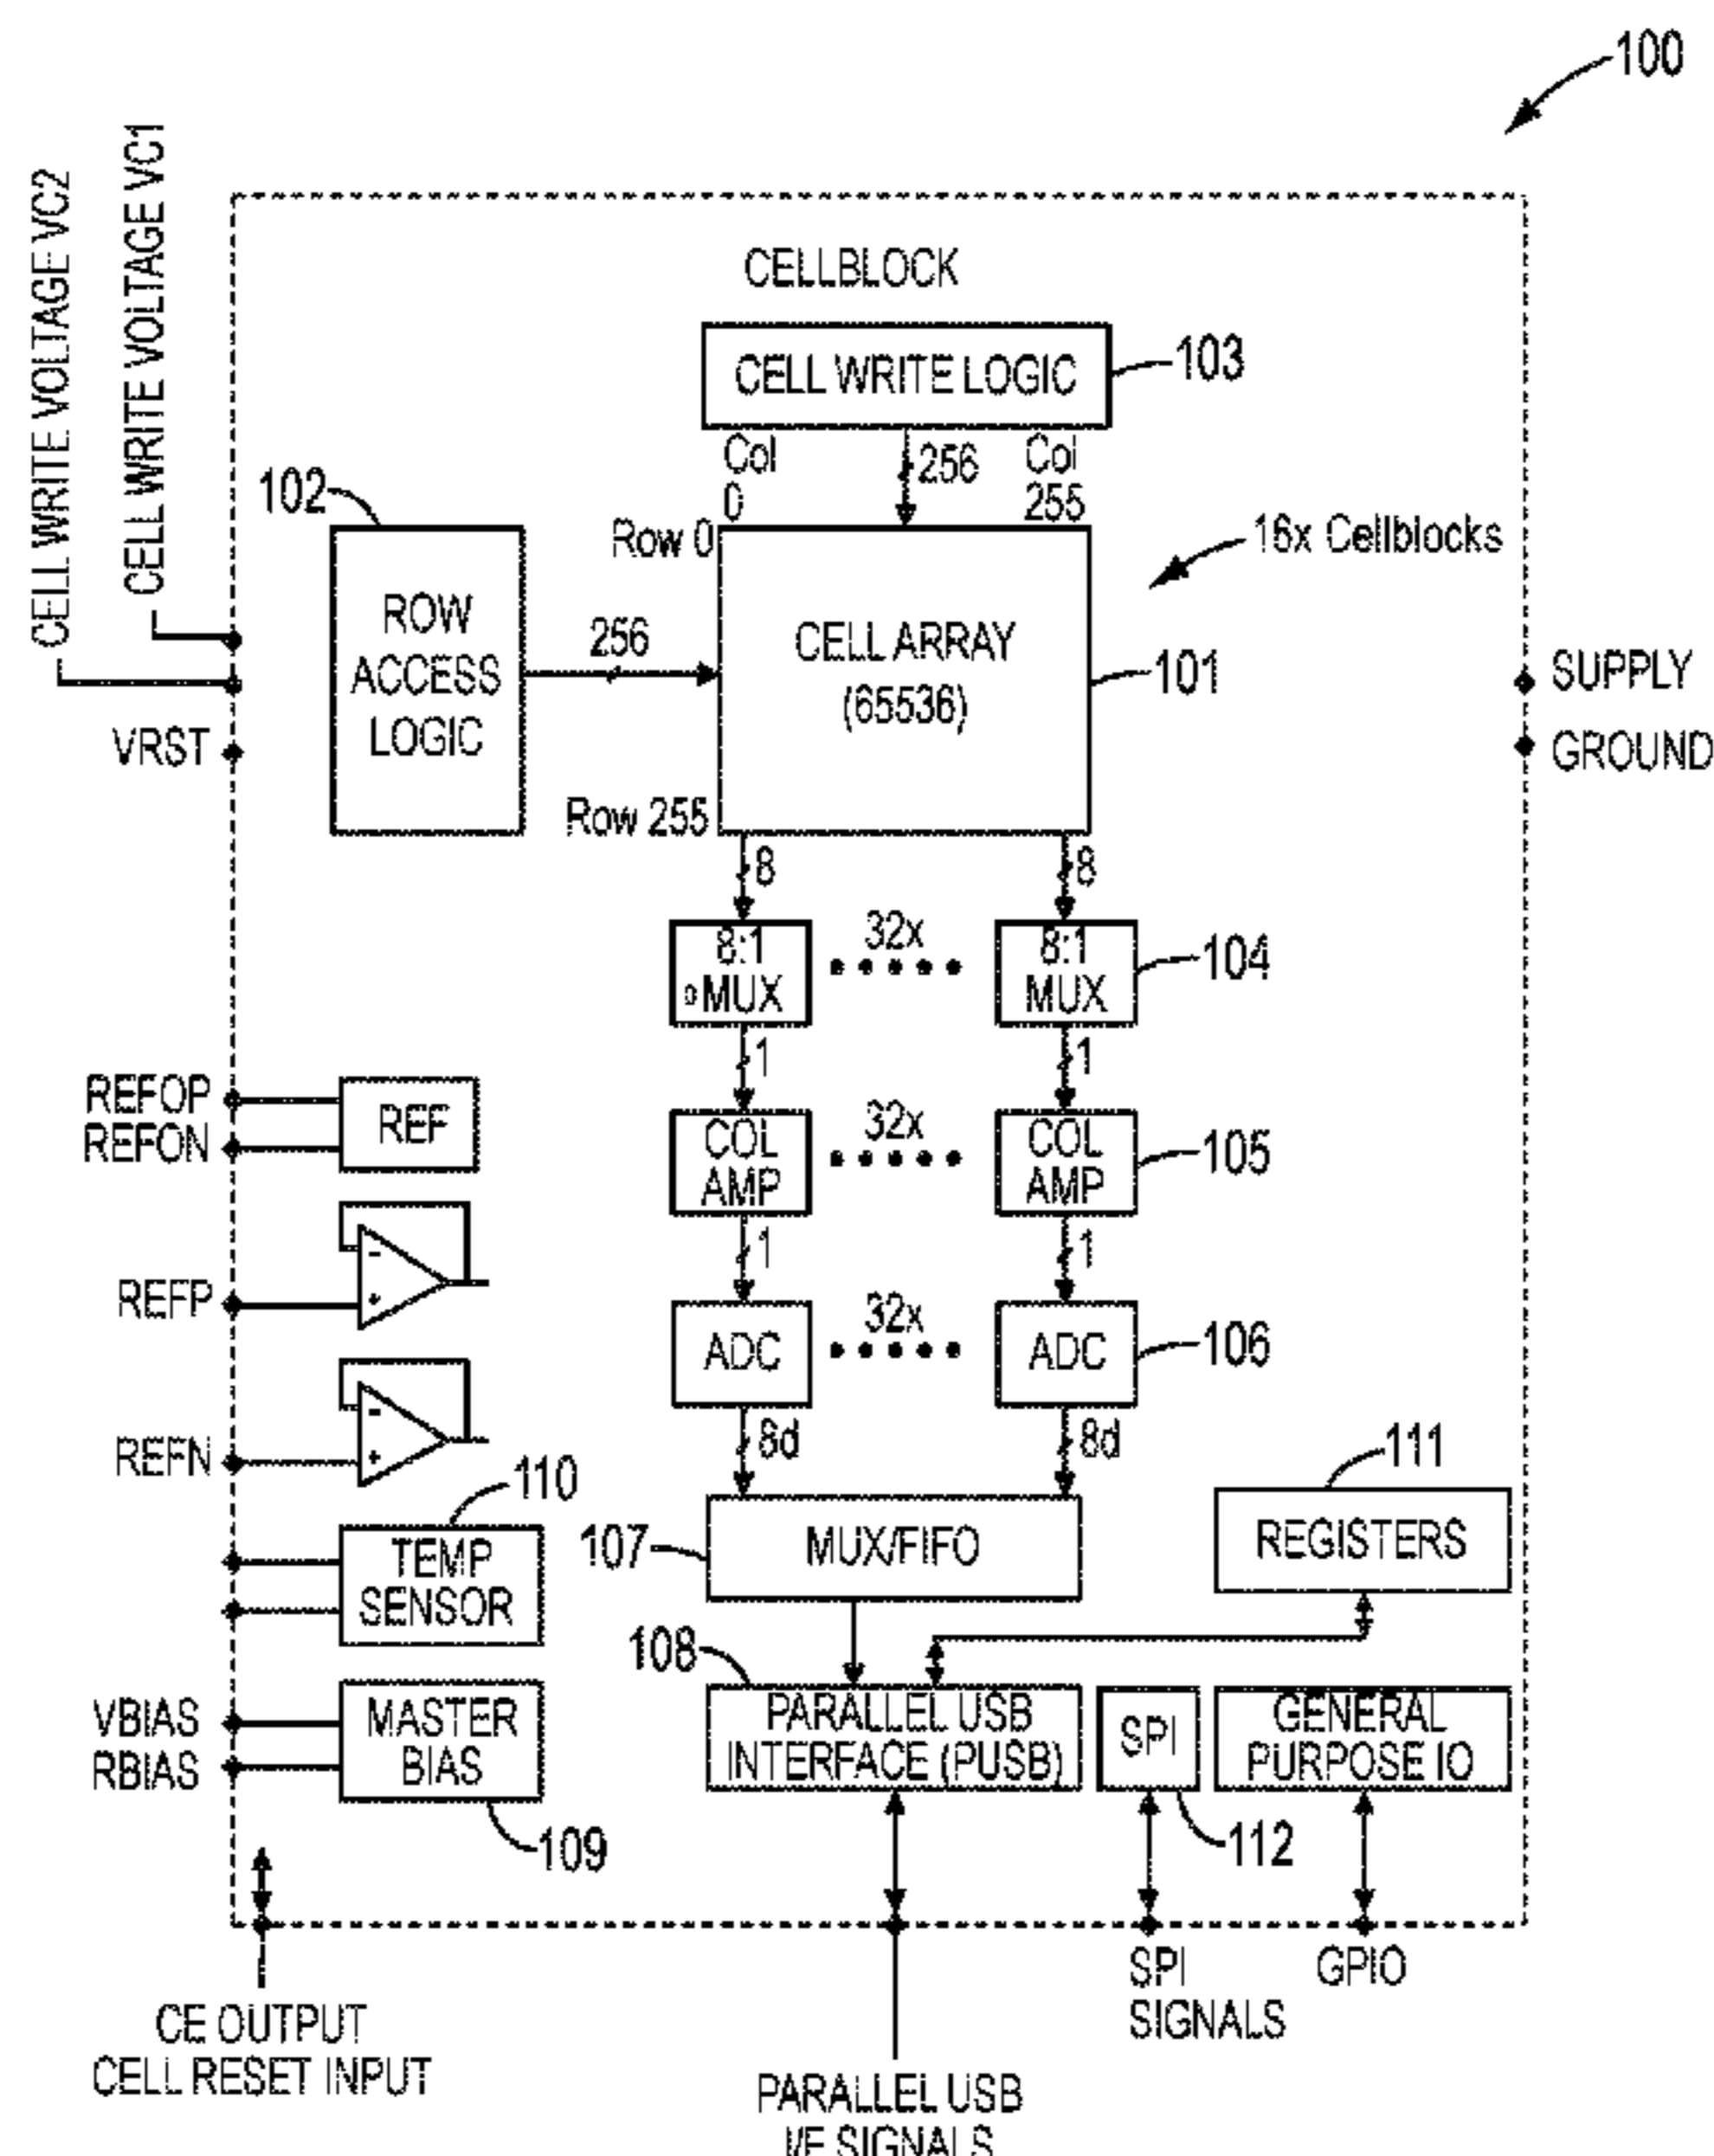 100
CELL WRITE VOLTAGE VC2
CELL WRITE VOLTAGE VC1
CELLBLOCK
CELL WRITE LOGIC
103
Col
0
256
Col
255
102
Row 0
16x Cellblocks
ROW
ACCESS
LOGIC
256
CELL ARRAY
(65536)
101
SUPPLY
GROUND
VRST
Row 255
8
8
8:1
MUX
32x
8:1
MUX
104
1
1
REFOP
REFON
REF
COL
AMP
32x
COL
AMP
105
1
1
-
+
REFP
ADC
32x
ADC
106
-
+
REFN
8d
8d
110
111
TEMP
SENSOR
107
MUX/FIFO
REGISTERS
108
VBIAS
RBIAS
MASTER
BIAS
PARALLEL USB
INTERFACE (PUSB)
SPI
GENERAL
PURPOSE IO
109
112
CE OUTPUT
CELL RESET INPUT
SPI
SIGNALS
GPIO
PARALLEL USB
I/F SIGNALS